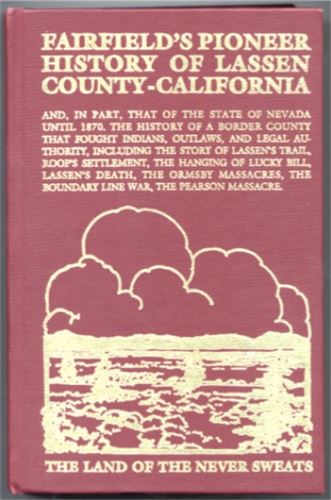 FAIRFIELD'S PIONEER
HISTORY OF LASSEN
COUNTY-CALIFORNIA
AND, IN PART, THAT OF THE STATE OF NEVADA
UNTIL 1870. THE HISTORY OF A BORDER COUNTY
THAT FOUGHT INDIANS, OUTLAWS, AND LEGAL AU-
THORITY, INCLUDING THE STORY OF LASSEN'S TRAIL,
ROOP'S SETTLEMENT, THE HANGING OF LUCKY BILL,
LASSEN'S DEATH, THE ORMSBY MASSACRES, THE
BOUNDARY LINE WAR, THE PEARSON MASSACRE.
THE LAND OF THE NEVER SWEATS